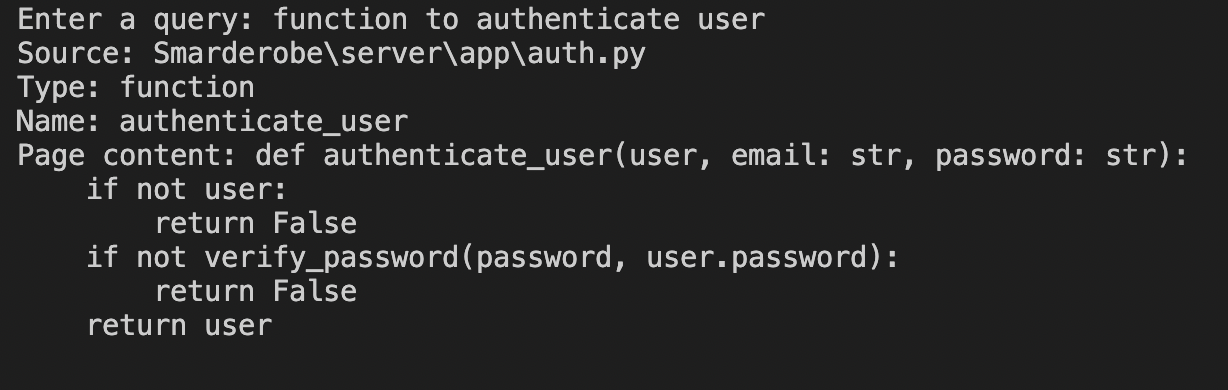 Enter a query: function to authenticate user
Source: Smarderobe\server\app\auth.py
Type: function
Name: authenticate_user
Page content: def authenticate_user(user, email: str, password: str):
    if not user:
        return False
    if not verify_password(password, user.password):
        return False
    return user